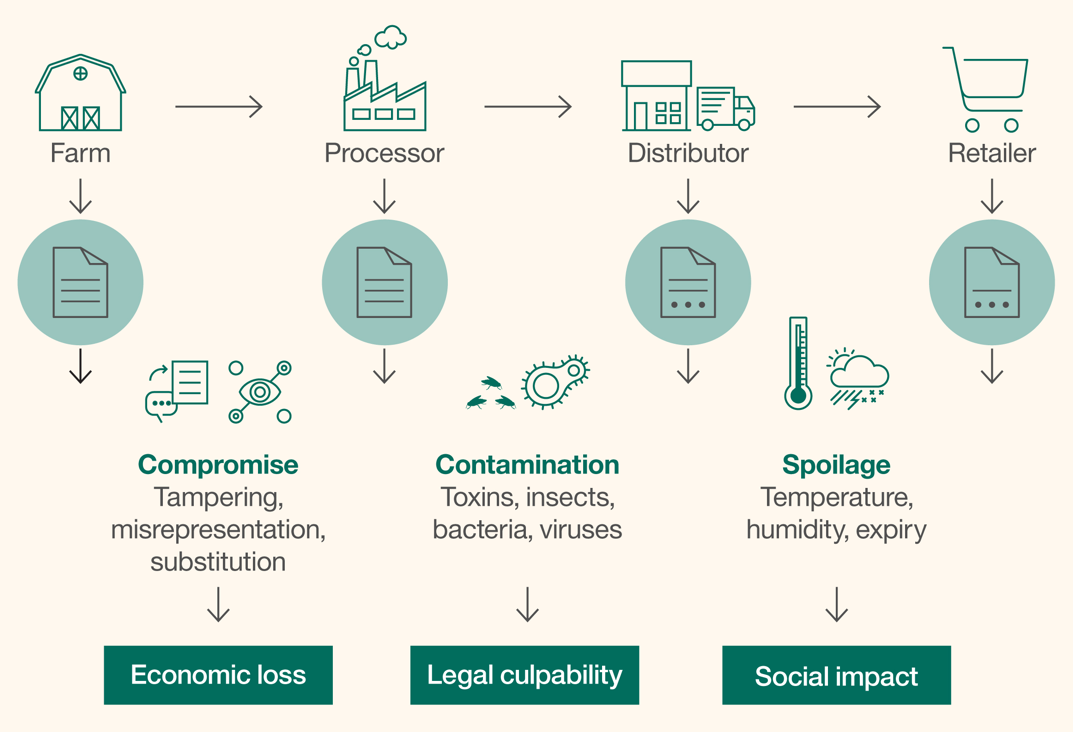 Farm
Processor
Distributor
Retailer
Compromise
Tampering,
misrepresentation,
substitution
Contamination
Toxins, insects,
bacteria, viruses
Spoilage
Temperature,
humidity, expiry
Economic loss
Legal culpability
Social impact